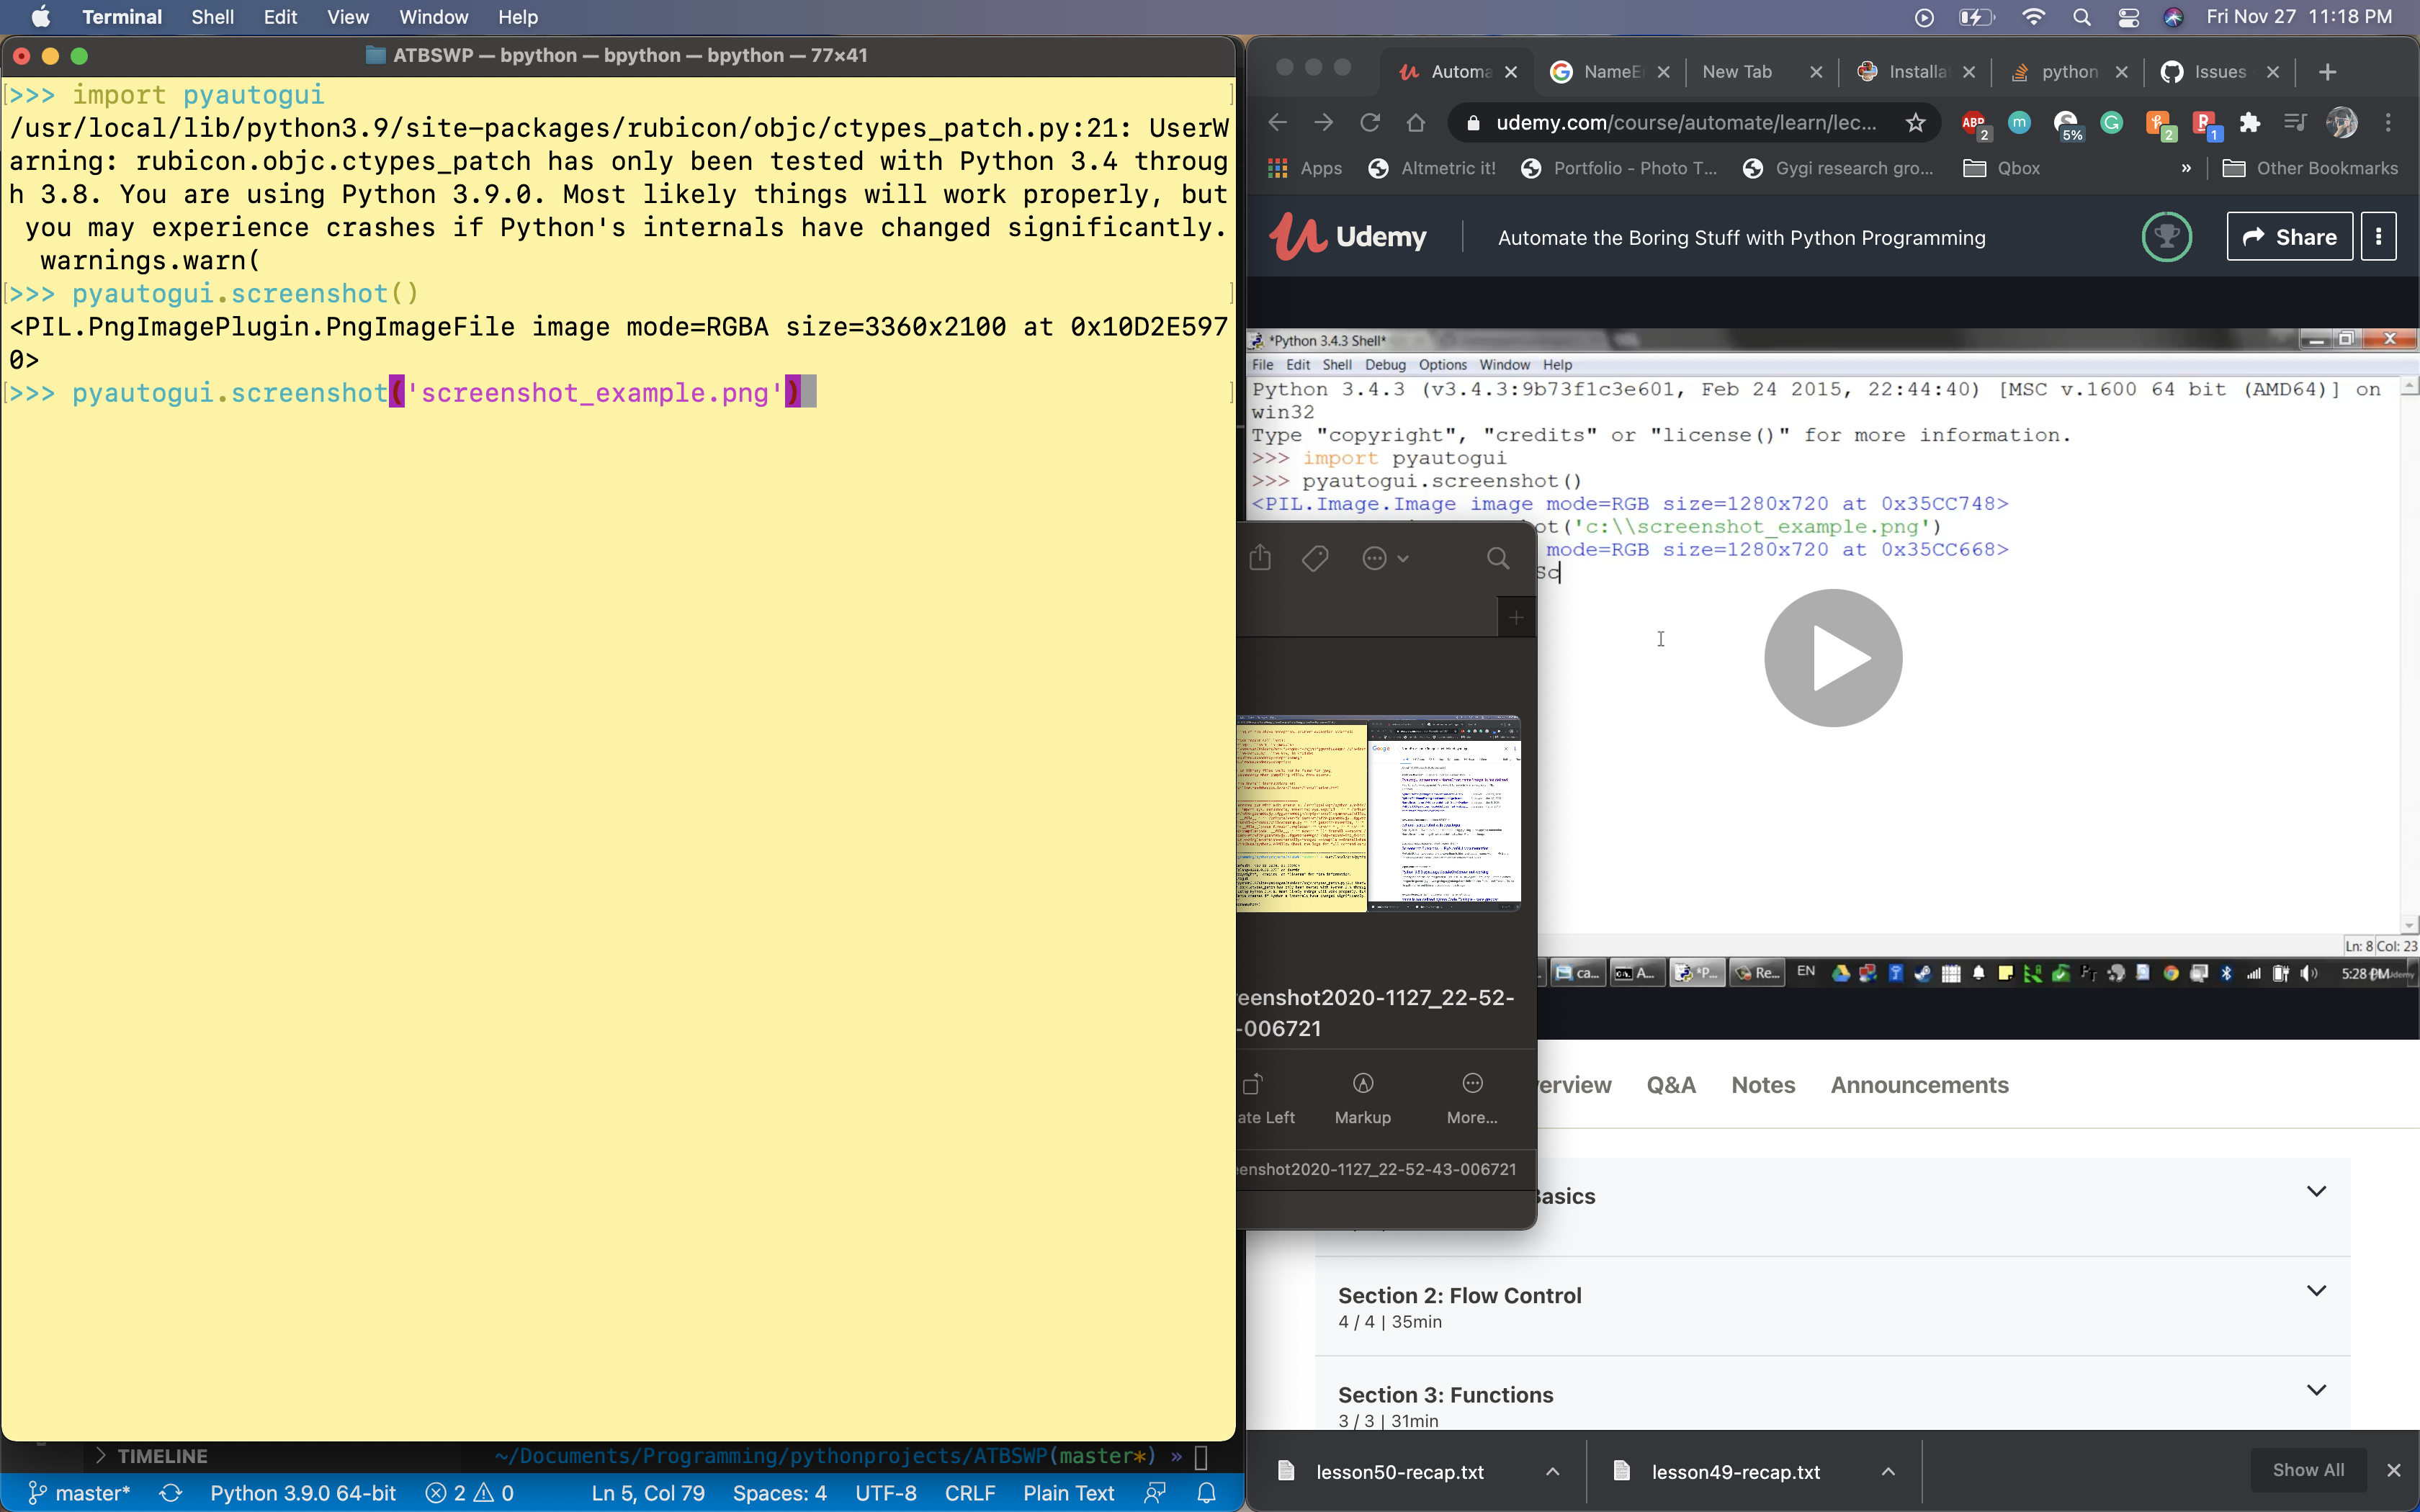 Terminal Shell Edit View Window Help Fri Nov 27 11:18 PM
ATBSWP — bpython — bpython — bpython — 77×41
>>> import pyautogui
/usr/local/lib/python3.9/site-packages/rubicon/objc/ctypes_patch.py:21: UserW
arning: rubicon.objc.ctypes_patch has only been tested with Python 3.4 throug
h 3.8. You are using Python 3.9.0. Most likely things will work properly, but
you may experience crashes if Python's internals have changed significantly.
warnings.warn(
>>> pyautogui.screenshot()
<PIL.PngImagePlugin.PngImageFile image mode=RGBA size=3360x2100 at 0x10D2E597
0>
>>> pyautogui.screenshot('screenshot_example.png')
TIMELINE
~/Documents/Programming/pythonprojects/ATBSWP(master*) »
master* Python 3.9.0 64-bit 2 0 Ln 5, Col 79 Spaces: 4 UTF-8 CRLF Plain Text
Automa NameE New Tab Installa python Issues
udemy.com/course/automate/learn/lec... ABP 2 m 5% G 2 1
Apps Altmetric it! Portfolio - Photo T... Gygi research gro... Qbox » Other Bookmarks
Udemy Automate the Boring Stuff with Python Programming Share
*Python 3.4.3 Shell*
File Edit Shell Debug Options Window Help
Python 3.4.3 (v3.4.3:9b73f1c3e601, Feb 24 2015, 22:44:40) [MSC v.1600 64 bit (AMD64)] on
win32
Type "copyright", "credits" or "license()" for more information.
>>> import pyautogui
>>> pyautogui.screenshot()
<PIL.Image.Image image mode=RGB size=1280x720 at 0x35CC748>
ot('c:\\screenshot_example.png')
mode=RGB size=1280x720 at 0x35CC668>
sc
Ln: 8 Col: 23
ca... A... *P... Re... EN 5:28 PM
Google
eenshot2020-1127_22-52-
-006721
ate Left Markup More...
enshot2020-1127_22-52-43-006721
erview Q&A Notes Announcements
Basics
Section 2: Flow Control
4 / 4 | 35min
Section 3: Functions
3 / 3 | 31min
lesson50-recap.txt lesson49-recap.txt Show All